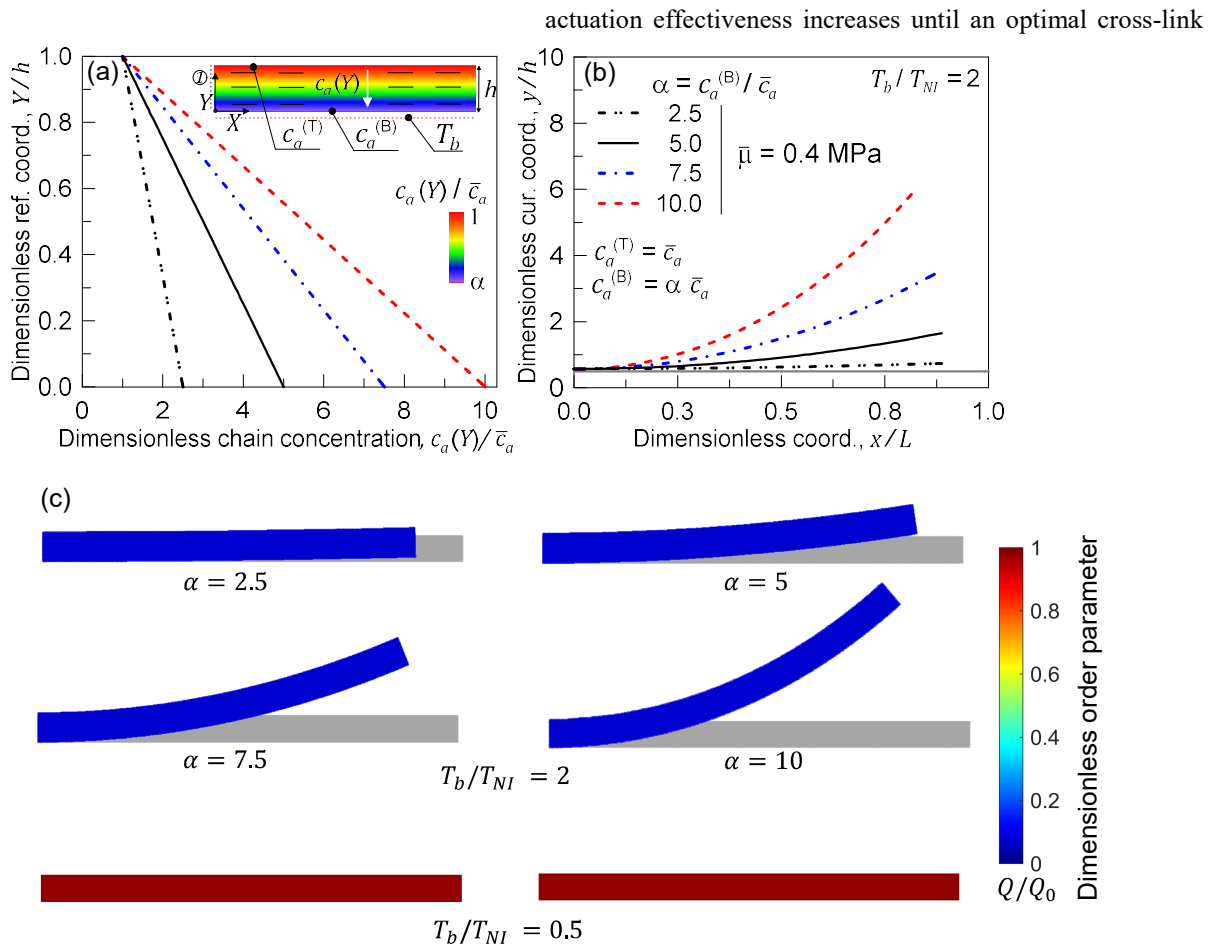 actuation effectiveness increases until an optimal cross-link
(a)
Dimensionless ref. coord., Y/h
1.0
0.8
0.6
0.4
0.2
0.0
0 2 4 6 8 10
Dimensionless chain concentration, c_a(Y)/c̄_a
① Y X
c_a(Y)
h
c_a^(T) c_a^(B) T_b
c_a(Y) / c̄_a
1
α
(b)
Dimensionless cur. coord., y/h
10
8
6
4
2
0
0.0 0.3 0.5 0.8 1.0
Dimensionless coord., x/L
α = c_a^(B) / c̄_a
T_b / T_NI = 2
2.5
5.0
7.5
10.0
μ̄ = 0.4 MPa
c_a^(T) = c̄_a
c_a^(B) = α c̄_a
(c)
α = 2.5
α = 5
α = 7.5
α = 10
T_b/T_NI = 2
T_b/T_NI = 0.5
1
0.8
0.6
0.4
0.2
0
Q/Q_0
Dimensionless order parameter